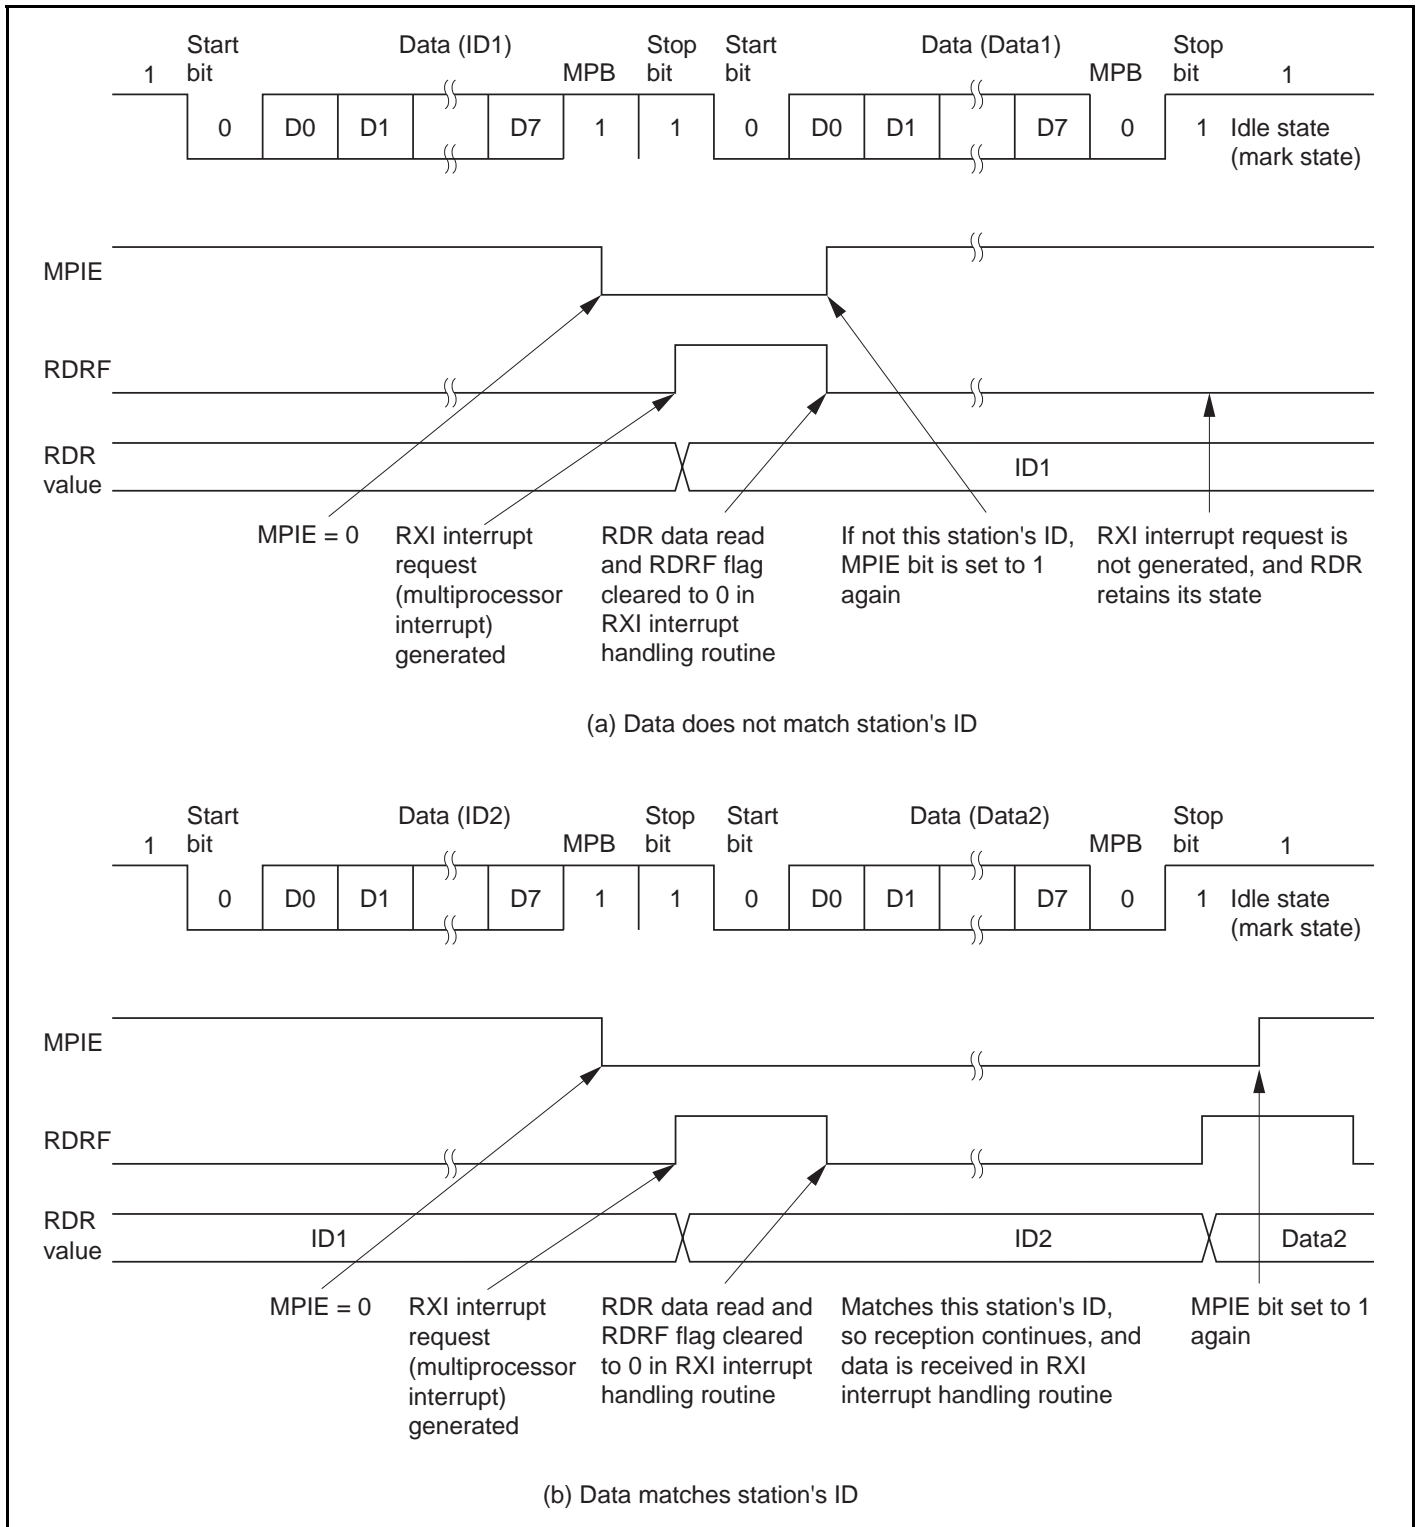 Start Data (ID1) Stop Start Data (Data1) Stop
1 bit MPB bit bit MPB bit 1
0 D0 D1 D7 1 1 0 D0 D1 D7 0 1 Idle state
(mark state)
MPIE
RDRF
RDR
value
ID1
MPIE = 0
RXI interrupt
request
(multiprocessor
interrupt)
generated
RDR data read
and RDRF flag
cleared to 0 in
RXI interrupt
handling routine
If not this station's ID,
MPIE bit is set to 1
again
RXI interrupt request is
not generated, and RDR
retains its state
(a) Data does not match station's ID
Start Data (ID2) Stop Start Data (Data2) Stop
1 bit MPB bit bit MPB bit 1
0 D0 D1 D7 1 1 0 D0 D1 D7 0 1 Idle state
(mark state)
MPIE
RDRF
RDR
value
ID1 ID2 Data2
MPIE = 0
RXI interrupt
request
(multiprocessor
interrupt)
generated
RDR data read and
RDRF flag cleared
to 0 in RXI interrupt
handling routine
Matches this station's ID,
so reception continues, and
data is received in RXI
interrupt handling routine
MPIE bit set to 1
again
(b) Data matches station's ID